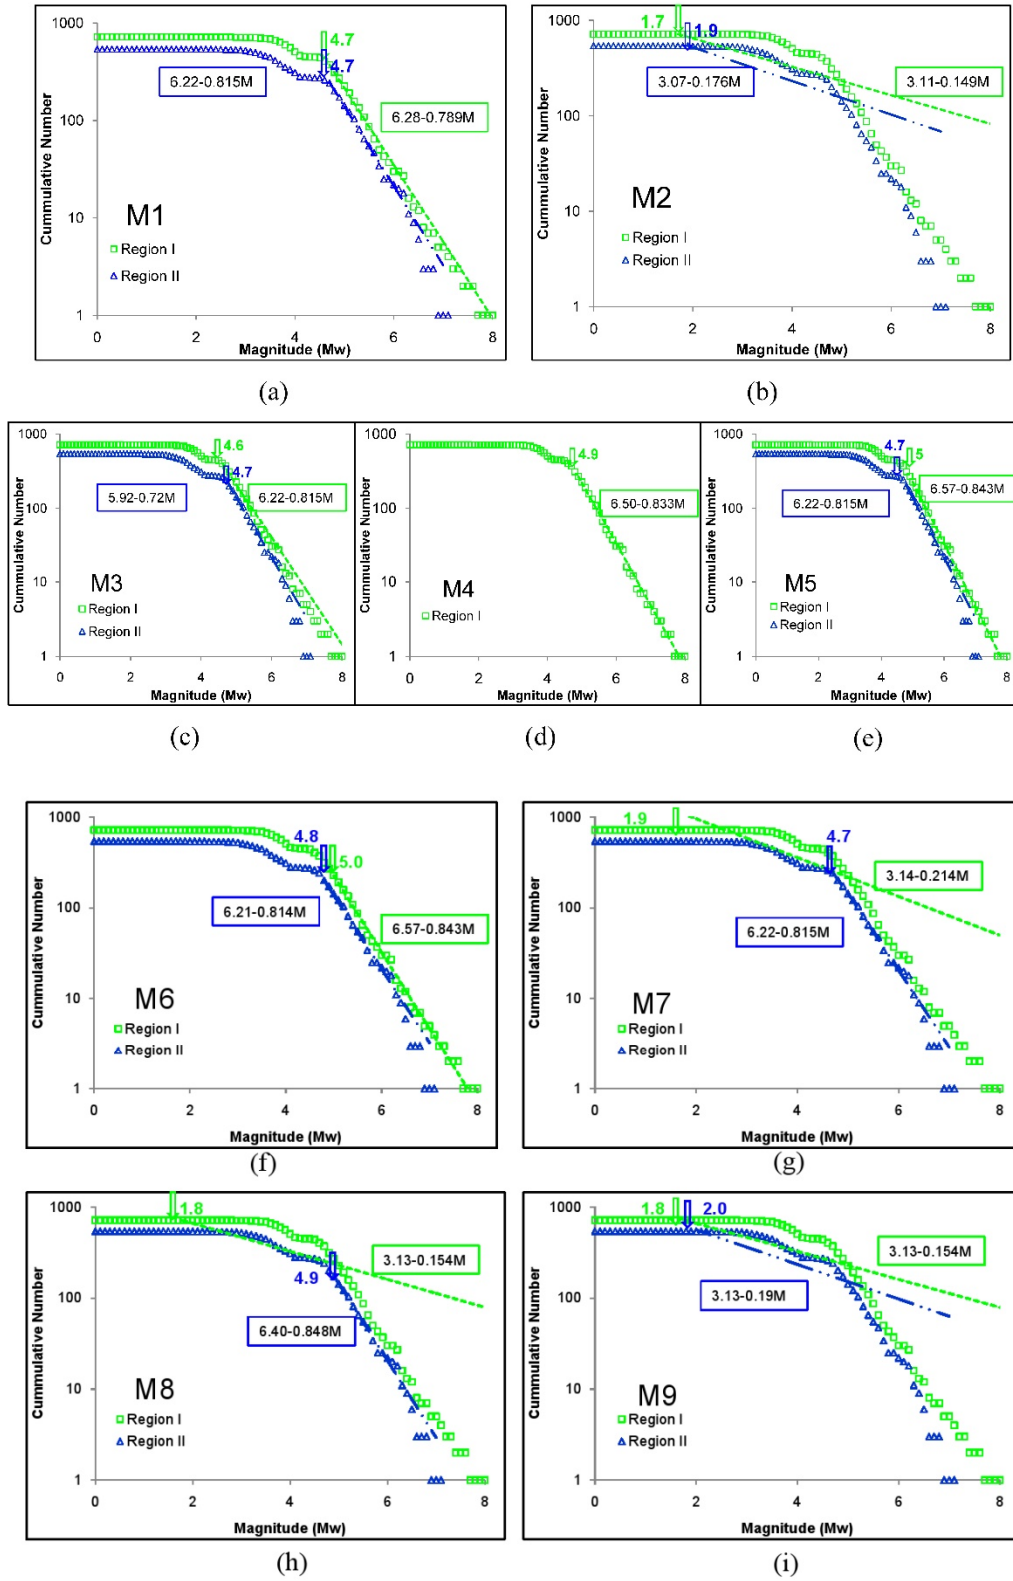 1000
100
10
1
Cummulative Number
4.7
4.7
6.22-0.815M
6.28-0.789M
M1
Region I
Region II
0 2 4 6 8
Magnitude (Mw)
(a)
1000
100
10
1
Cummulative Number
1.7
1.9
3.07-0.176M
3.11-0.149M
M2
Region I
Region II
0 2 4 6 8
Magnitude (Mw)
(b)
1000
100
10
1
Cummulative Number
4.6
4.7
5.92-0.72M
6.22-0.815M
M3
Region I
Region II
0 2 4 6 8
Magnitude (Mw)
(c)
1000
100
10
1
Cummulative Number
4.9
6.50-0.833M
M4
Region I
0 2 4 6 8
Magnitude (Mw)
(d)
1000
100
10
1
Cummulative Number
4.7
5
6.22-0.815M
6.57-0.843M
M5
Region I
Region II
0 2 4 6 8
Magnitude (Mw)
(e)
1000
100
10
1
Cummulative Number
4.8
5.0
6.21-0.814M
6.57-0.843M
M6
Region I
Region II
0 2 4 6 8
Magnitude (Mw)
(f)
1000
100
10
1
Cummulative Number
1.9
4.7
3.14-0.214M
6.22-0.815M
M7
Region I
Region II
0 2 4 6 8
Magnitude (Mw)
(g)
1000
100
10
1
Cummulative Number
1.8
4.9
3.13-0.154M
6.40-0.848M
M8
Region I
Region II
0 2 4 6 8
Magnitude (Mw)
(h)
1000
100
10
1
Cummulative Number
1.8
2.0
3.13-0.154M
3.13-0.19M
M9
Region I
Region II
0 2 4 6 8
Magnitude (Mw)
(i)